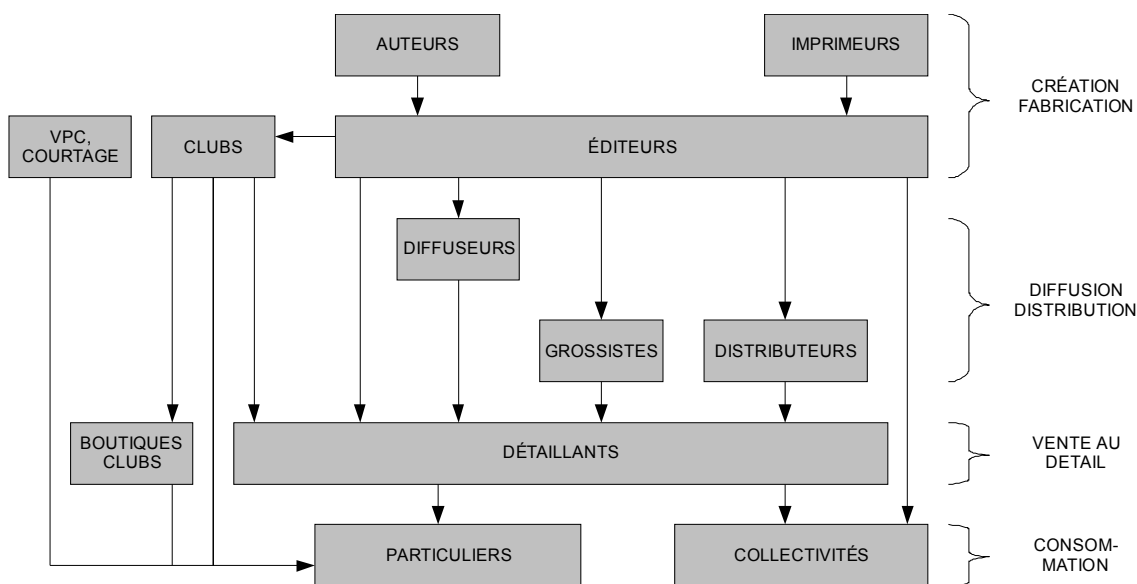 AUTEURS
IMPRIMEURS
CRÉATION
FABRICATION
VPC,
COURTAGE
CLUBS
ÉDITEURS
DIFFUSEURS
DIFFUSION
DISTRIBUTION
GROSSISTES
DISTRIBUTEURS
BOUTIQUES
CLUBS
DÉTAILLANTS
VENTE AU
DETAIL
PARTICULIERS
COLLECTIVITÉS
CONSOM-
MATION